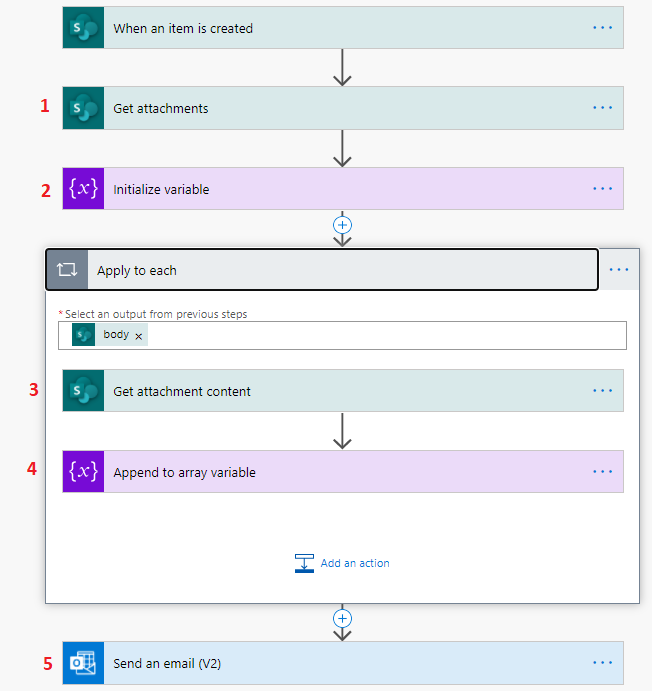 When an item is created
1 Get attachments
2 {x} Initialize variable
Apply to each
* Select an output from previous steps
body ×
3 Get attachment content
4 {x} Append to array variable
Add an action
5 Send an email (V2)